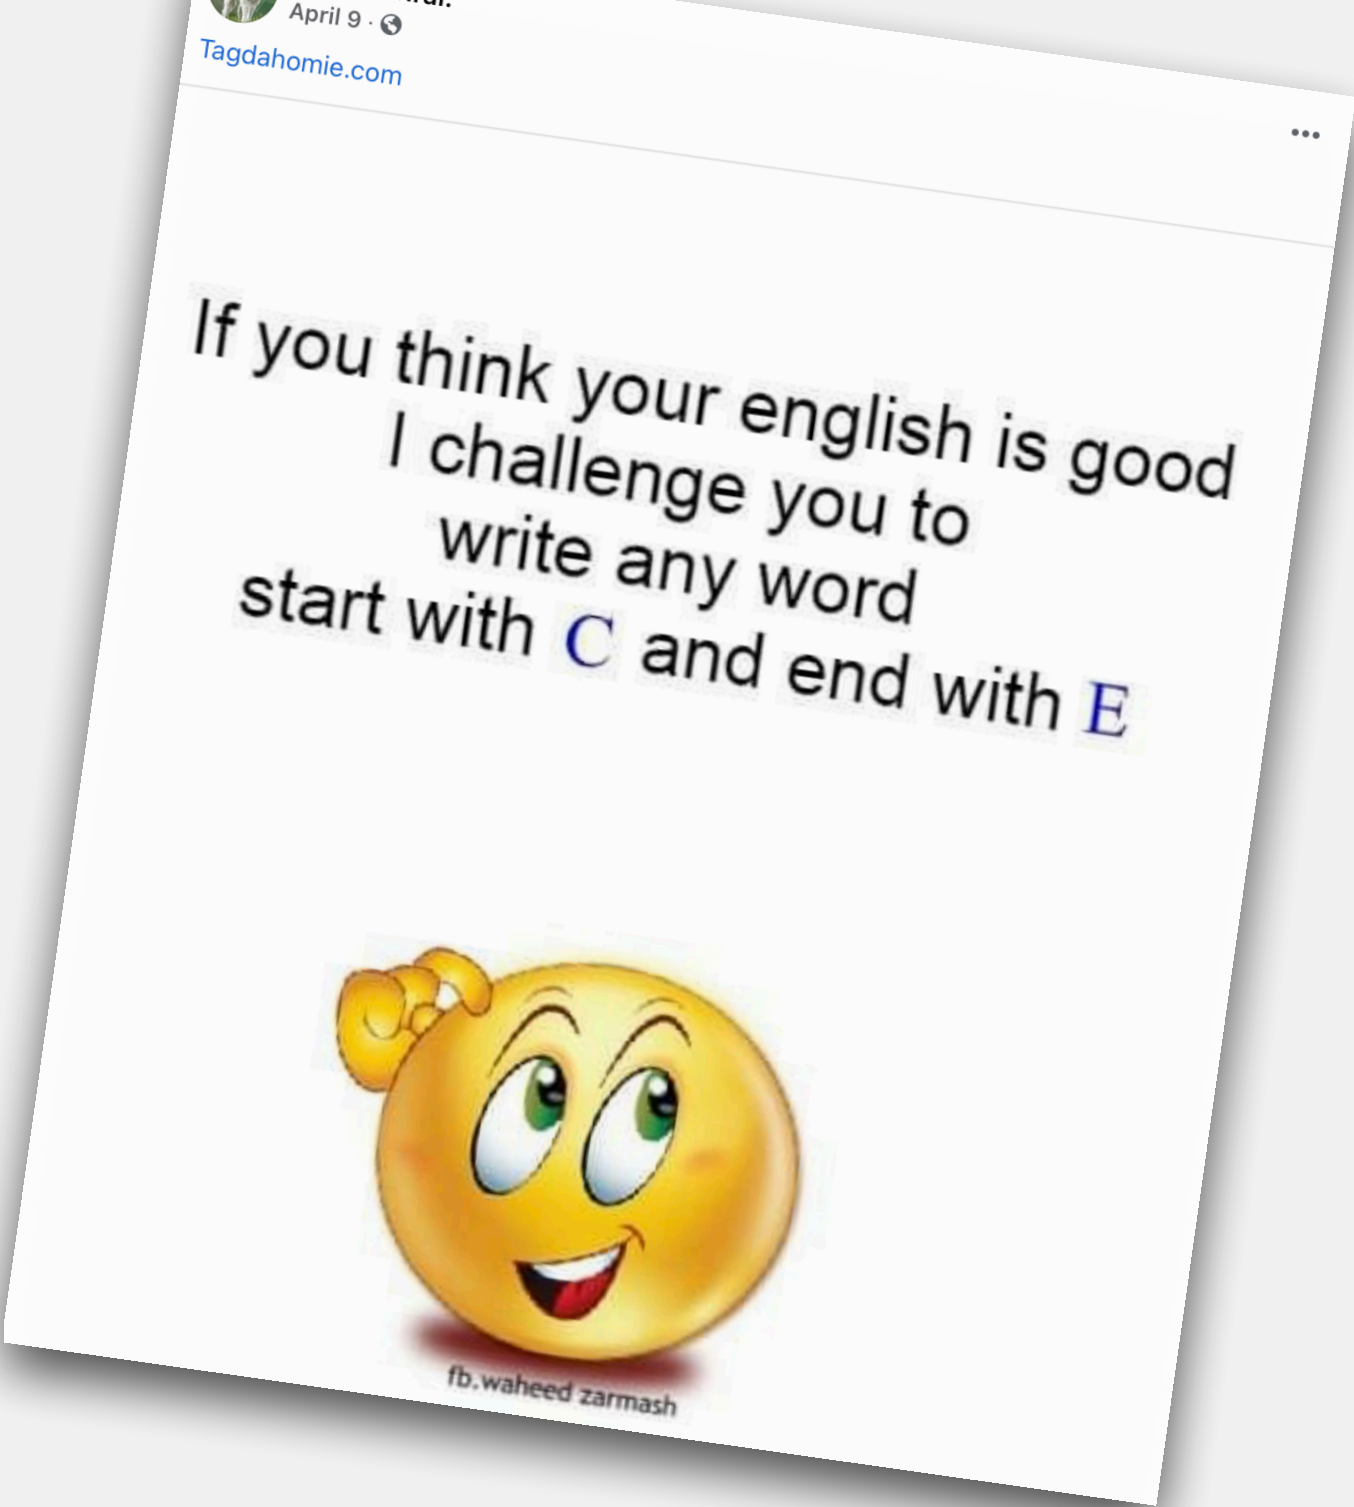 April 9 ·
Tagdahomie.com
If you think your english is good
I challenge you to
write any word
start with C and end with E
fb.waheed zarmash